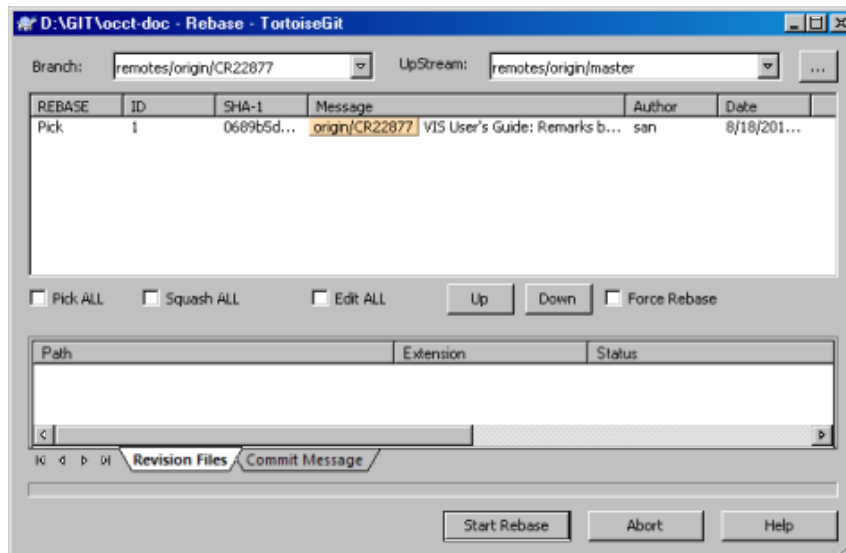 D:\GIT\occt-doc - Rebase - TortoiseGit
Branch: remotes/origin/CR22877 UpStream: remotes/origin/master ...
REBASE ID SHA-1 Message Author Date
Pick 1 0689b5d... origin/CR22877 VIS User's Guide: Remarks b... san 8/18/201...
Pick ALL Squash ALL Edit ALL Up Down Force Rebase
Path Extension Status
Revision Files Commit Message
Start Rebase Abort Help